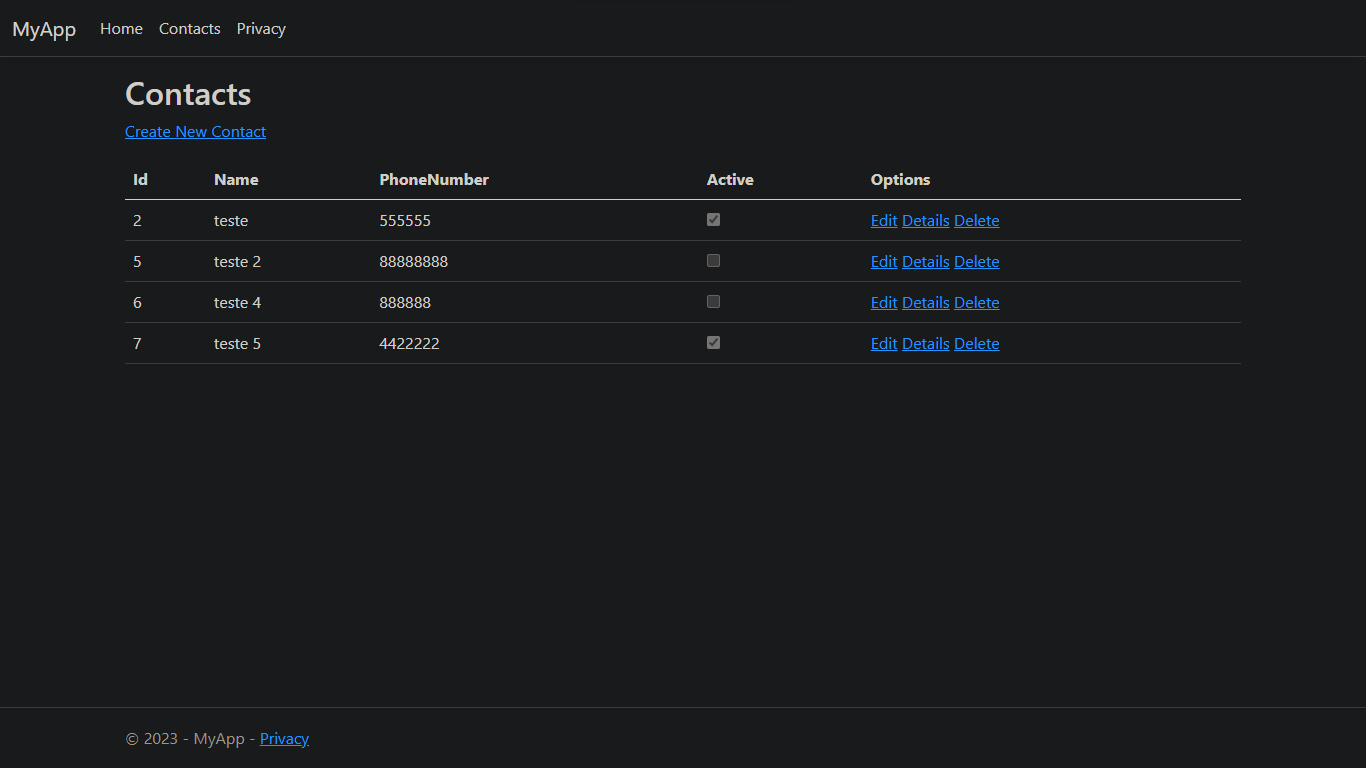 MyApp Home Contacts Privacy
Contacts
Create New Contact
Id Name PhoneNumber Active Options
2 teste 555555 Edit Details Delete
5 teste 2 88888888 Edit Details Delete
6 teste 4 888888 Edit Details Delete
7 teste 5 4422222 Edit Details Delete
© 2023 - MyApp - Privacy